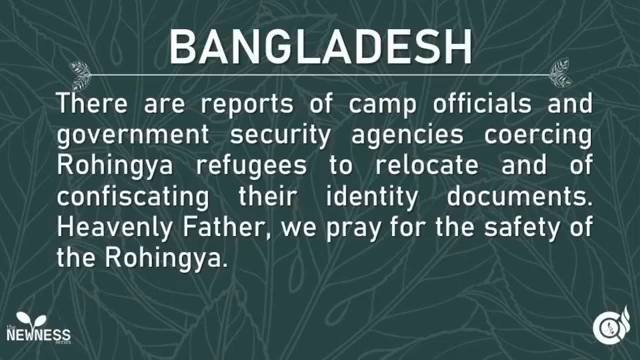 BANGLADESH
There are reports of camp officials and
government security agencies coercing
Rohingya refugees to relocate and of
confiscating their identity documents.
Heavenly Father, we pray for the safety of
the Rohingya.
the
NEWNESS
series